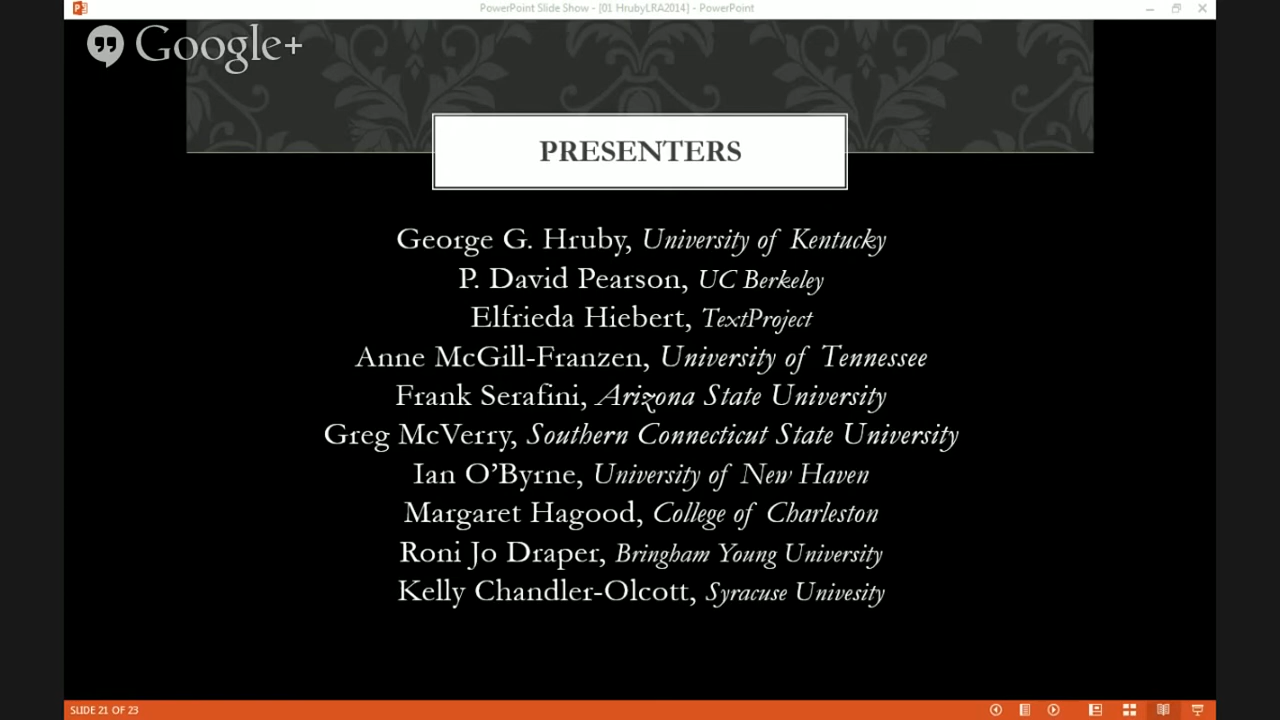 PowerPoint Slide Show - [01 HrubyLRA2014] - PowerPoint
Google+
PRESENTERS
George G. Hruby, University of Kentucky
P. David Pearson, UC Berkeley
Elfrieda Hiebert, TextProject
Anne McGill-Franzen, University of Tennessee
Frank Serafini, Arizona State University
Greg McVerry, Southern Connecticut State University
Ian O’Byrne, University of New Haven
Margaret Hagood, College of Charleston
Roni Jo Draper, Bringham Young University
Kelly Chandler-Olcott, Syracuse Univesity
SLIDE 21 OF 23